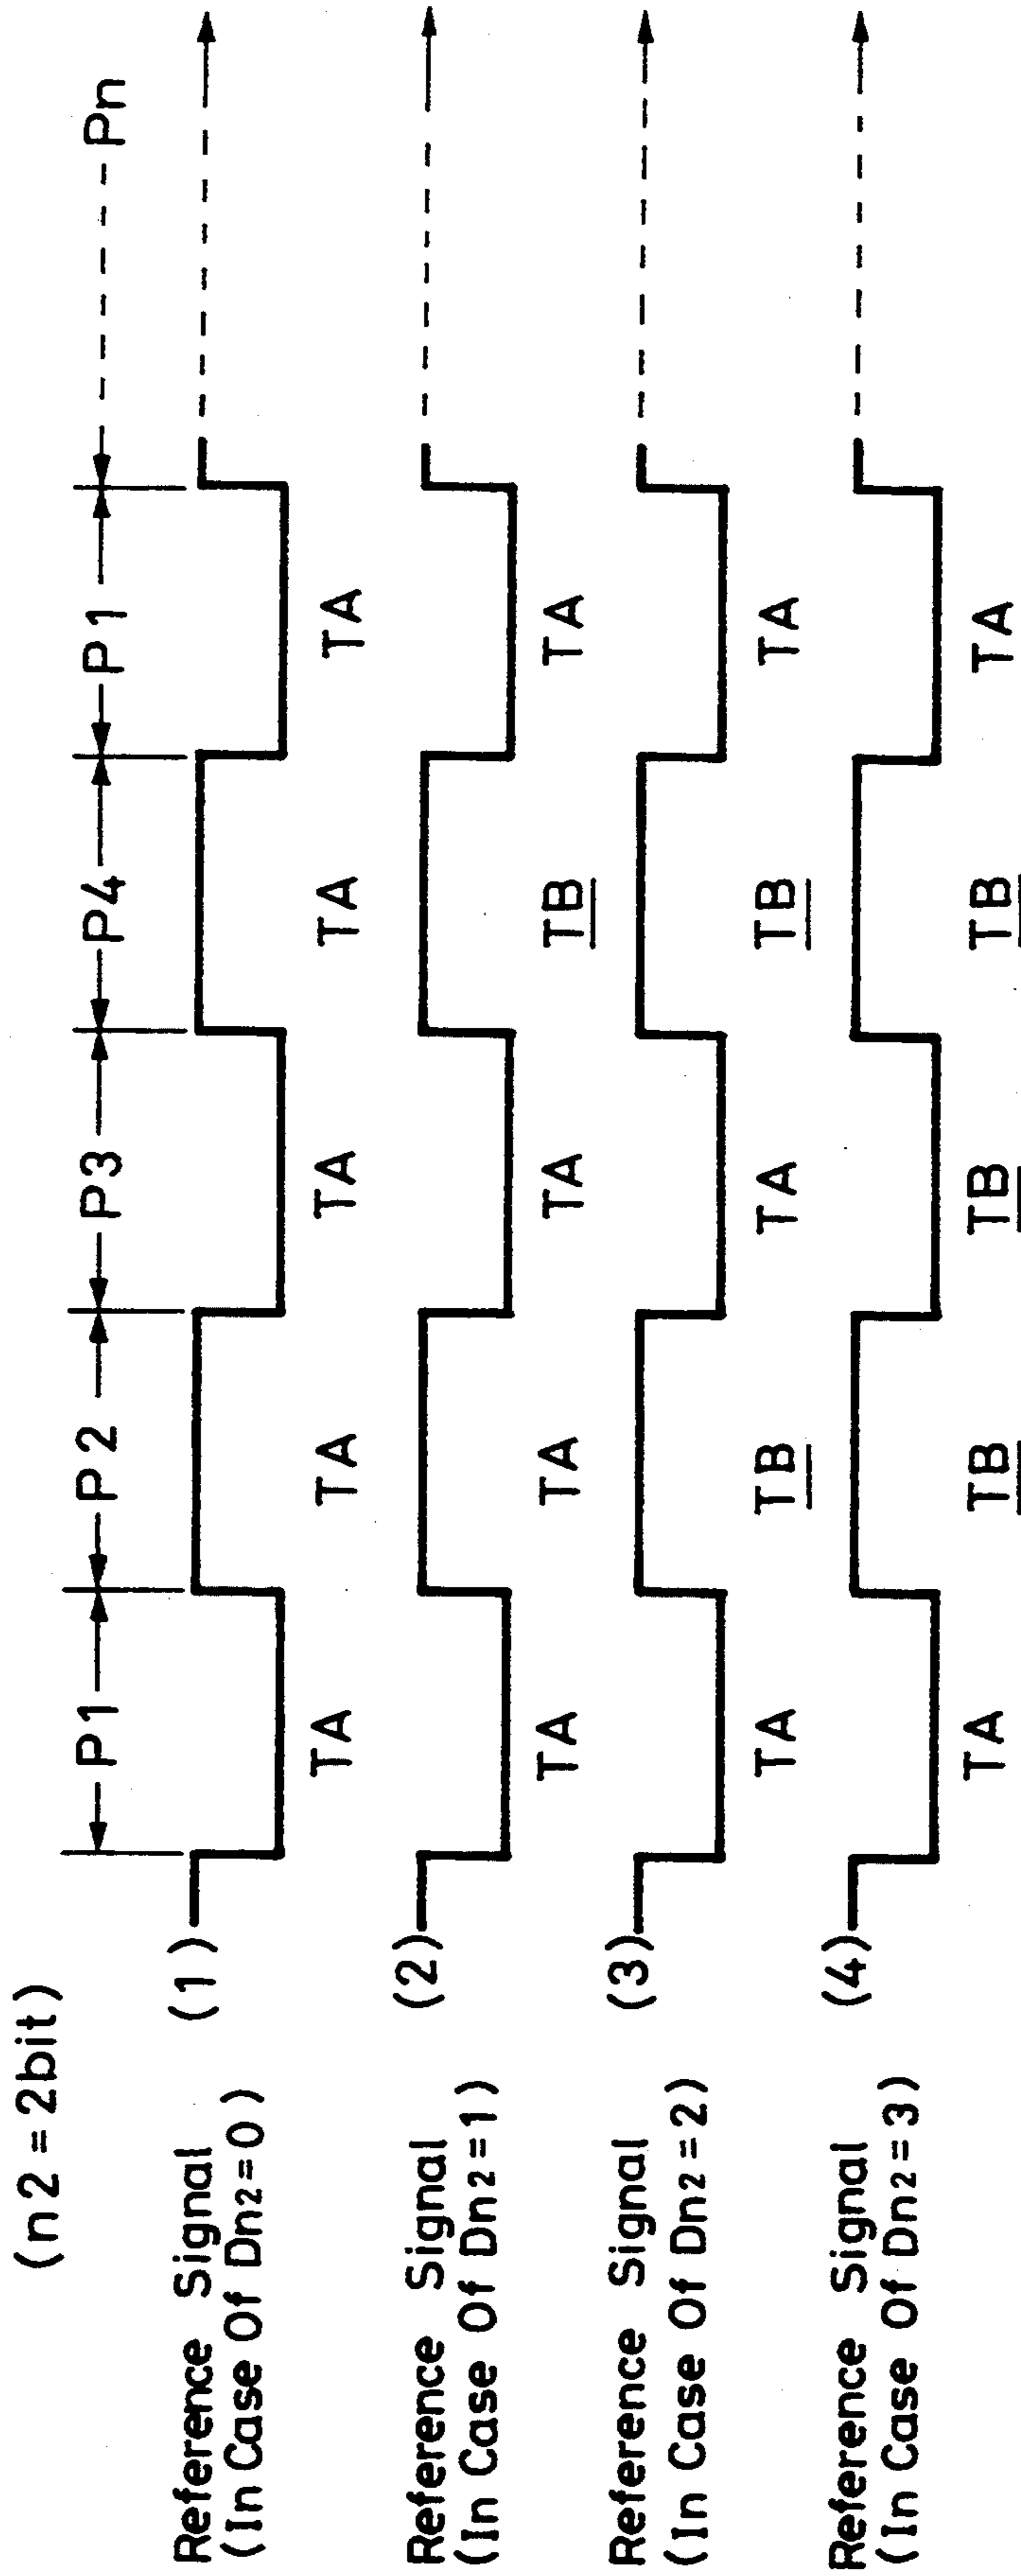 (n2=2bit)
P1 P2 P3 P4 P1 Pn
Reference Signal (1)
(In Case Of Dn2=0)
TA TA TA TA TA
Reference Signal (2)
(In Case Of Dn2=1)
TA TA TA TB TA
Reference Signal (3)
(In Case Of Dn2=2)
TA TB TA TB TA
Reference Signal (4)
(In Case Of Dn2=3)
TA TB TB TB TA